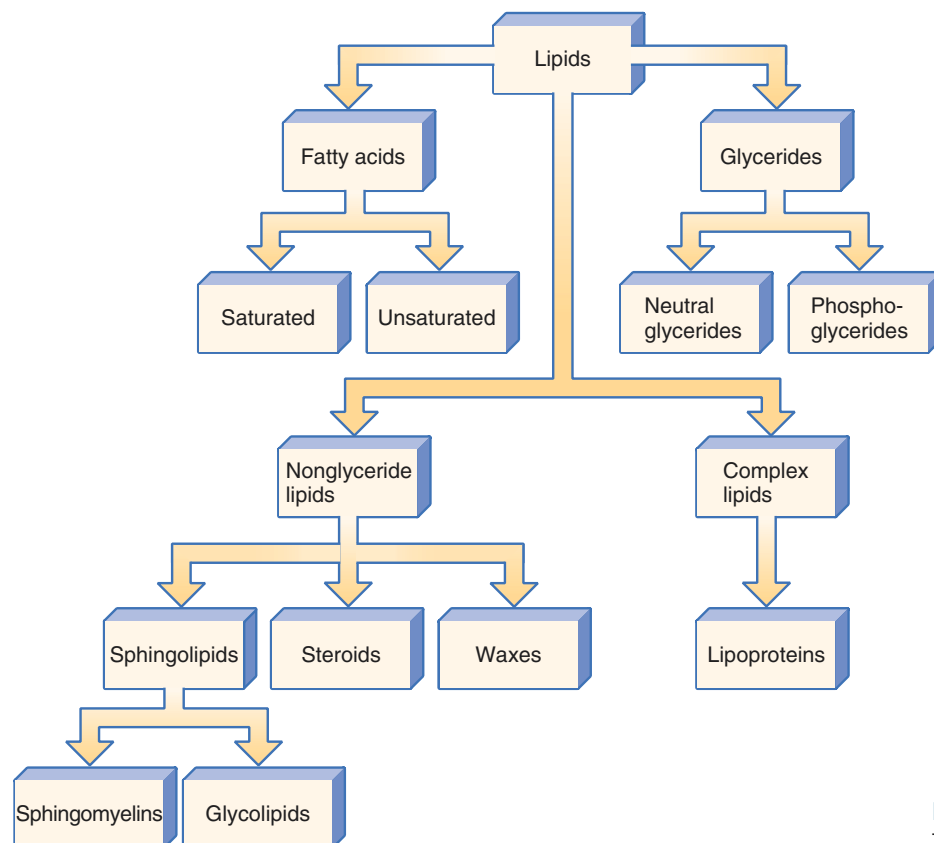 Lipids
Fatty acids
Glycerides
Saturated
Unsaturated
Neutral
glycerides
Phospho-
glycerides
Nonglyceride
lipids
Complex
lipids
Sphingolipids
Steroids
Waxes
Lipoproteins
Sphingomyelins
Glycolipids